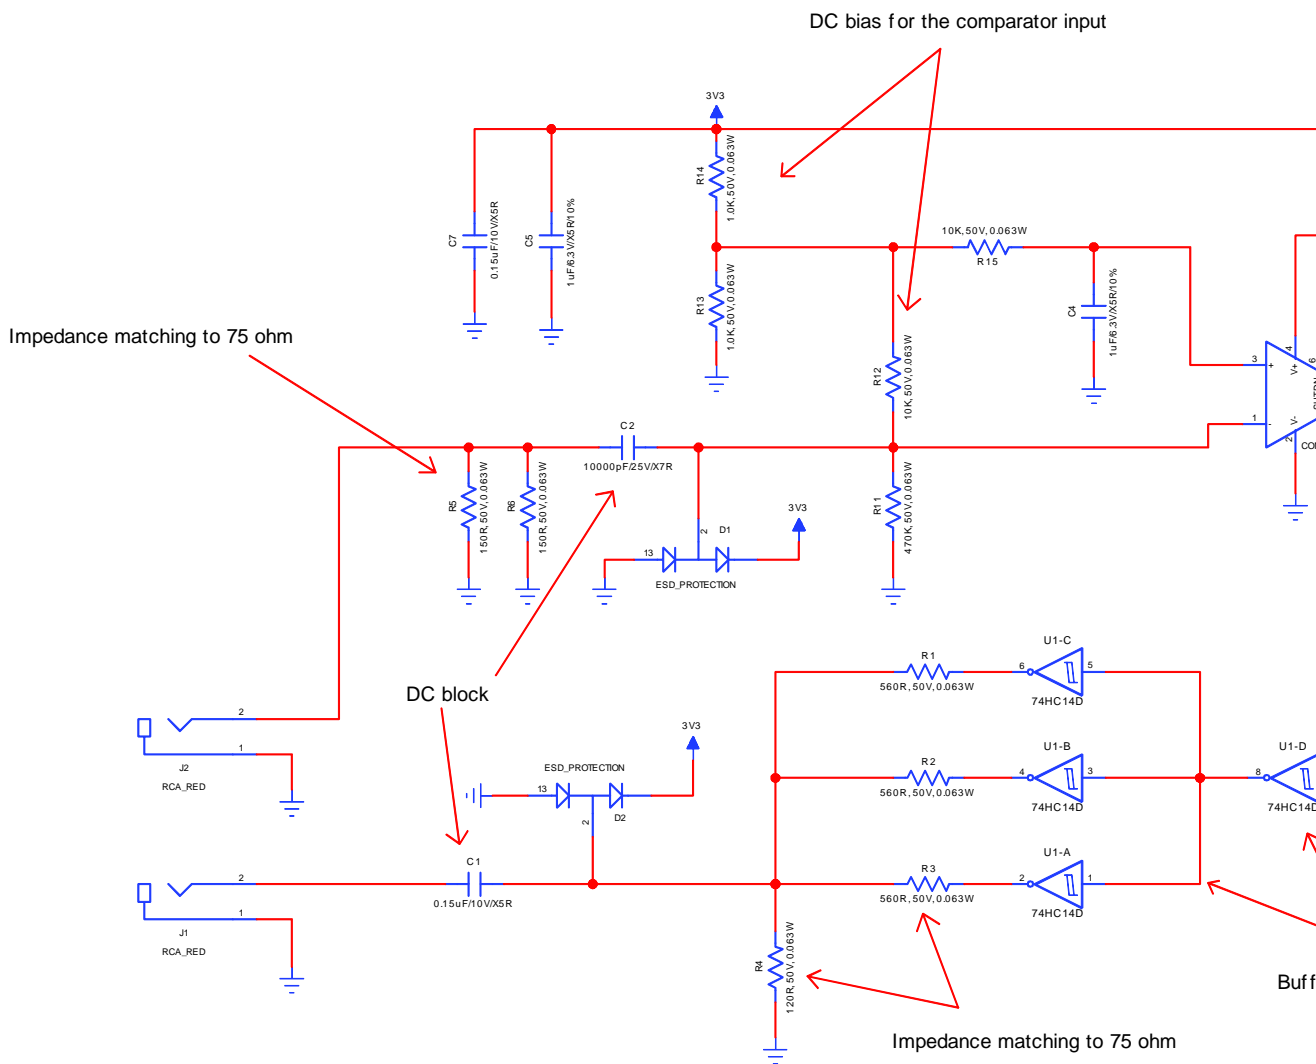 DC bias for the comparator input
3V3
R14
1.0K,50V,0.063W
C7
0.15uF/10V/X5R
C5
1uF/6.3V/X5R/10%
10K,50V,0.063W
R15
R13
1.0K,50V,0.063W
C4
1uF/6.3V/X5R/10%
Impedance matching to 75 ohm
R12
10K,50V,0.063W
3
+
4
V+
6
1
-
2
V-
C2
10000pF/25V/X7R
R5
150R,50V,0.063W
R6
150R,50V,0.063W
R11
470K,50V,0.063W
3V3
2
D1
13
ESD_PROTECTION
DC block
R1
560R,50V,0.063W
U1-C
6
5
74HC14D
2
1
J2
RCA_RED
3V3
ESD_PROTECTION
13
D2
2
R2
560R,50V,0.063W
U1-B
4
3
74HC14D
U1-D
8
74HC14D
C1
0.15uF/10V/X5R
R3
560R,50V,0.063W
U1-A
2
1
74HC14D
2
1
J1
RCA_RED
R4
120R,50V,0.063W
Buff
Impedance matching to 75 ohm